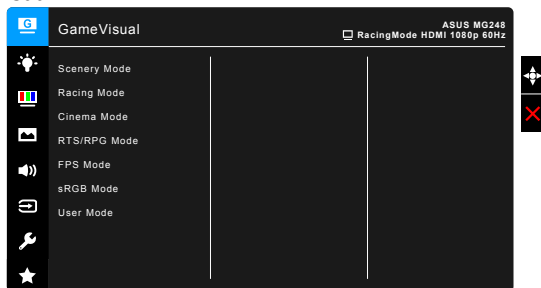 G
GameVisual
ASUS MG248
RacingMode HDMI 1080p 60Hz
Scenery Mode
Racing Mode
Cinema Mode
RTS/RPG Mode
FPS Mode
sRGB Mode
User Mode